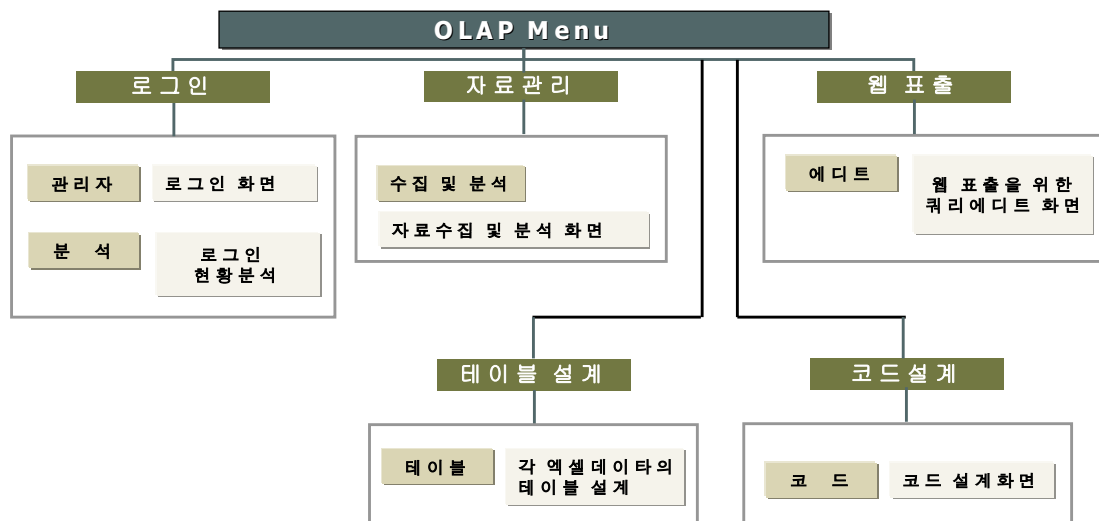 OLAP Menu
로그인
자료관리
웹 표출
관리자
로그인 화면
분 석
로그인
현황분석
수집 및 분석
자료수집 및 분석 화면
에디트
웹 표출을 위한
쿼리에디트 화면
테이블 설계
코드설계
테이블
각 엑셀데이타의
테이블 설계
코 드
코드 설계화면